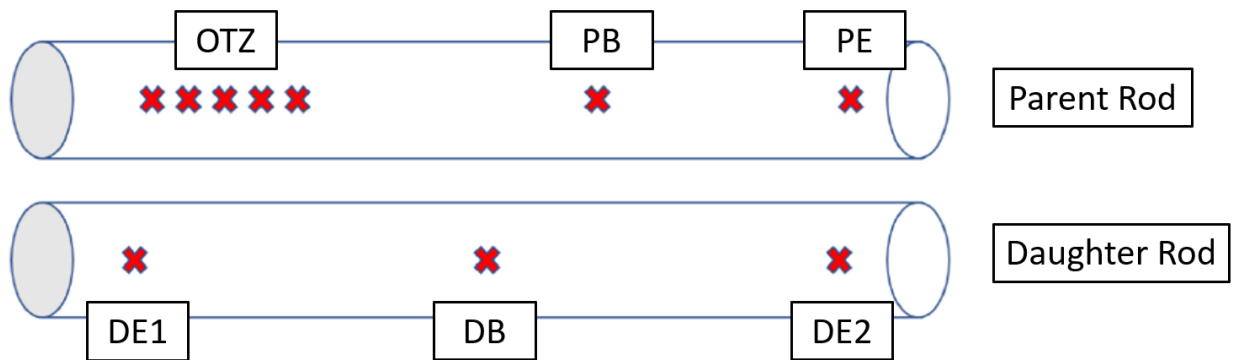 OTZ
PB
PE
Parent Rod
Daughter Rod
DE1
DB
DE2